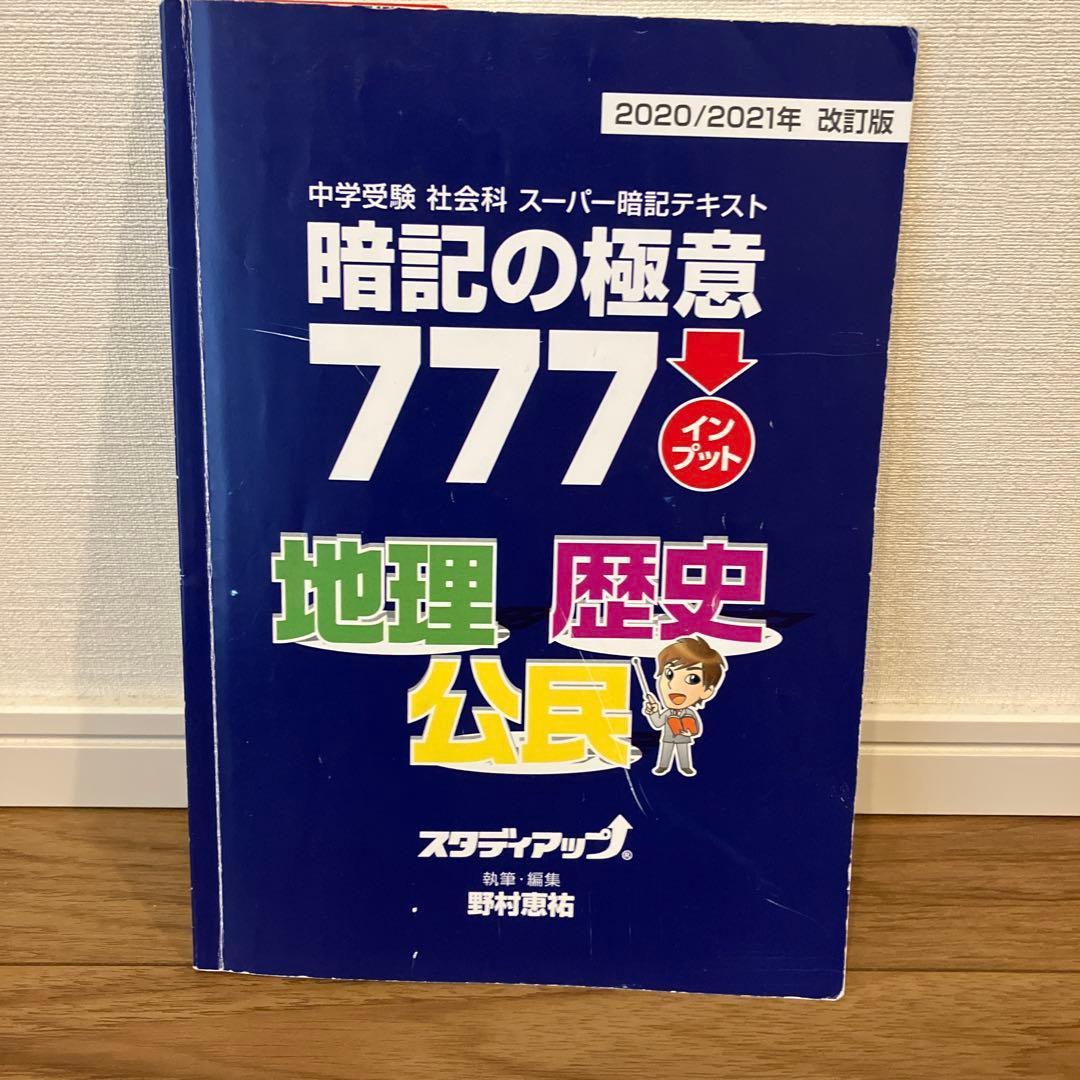 2020/2021年 改訂版
中学受験 社会科 スーパー暗記テキスト
暗記の極意
777
イン
プット
地理 歴史
公民
スタディアップ®
執筆・編集
野村恵祐